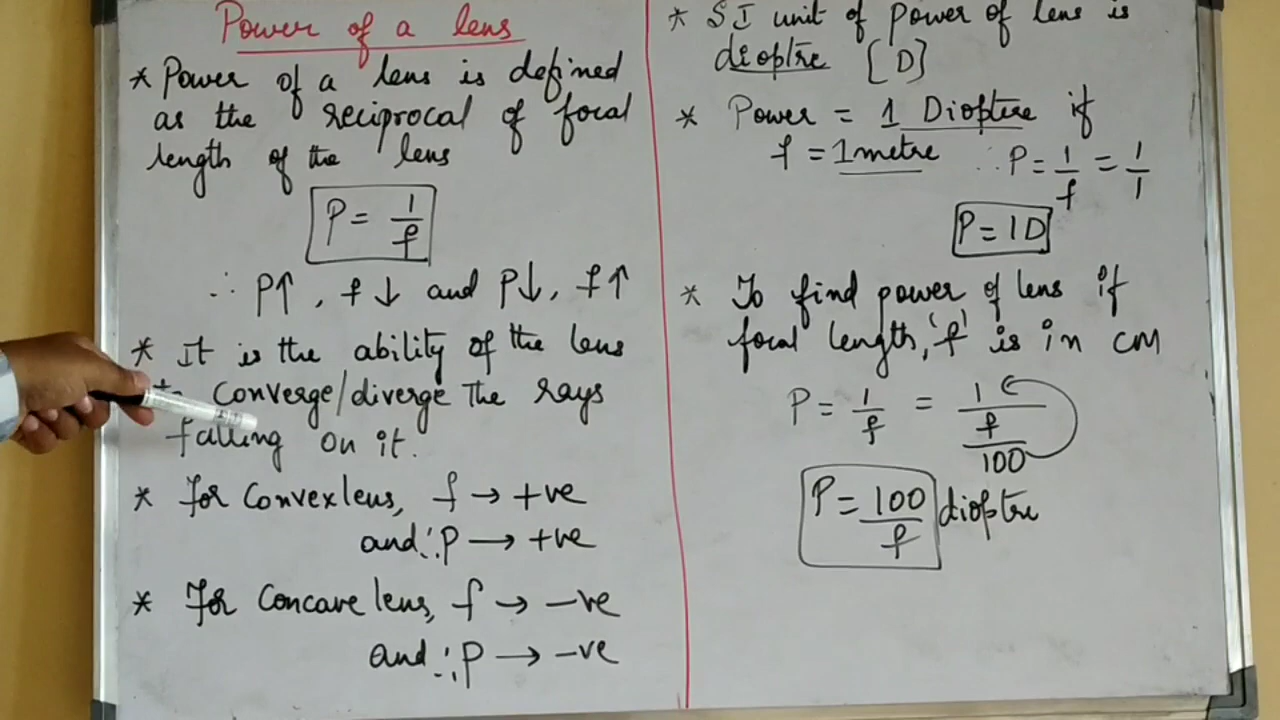 Power of a lens
* Power of a lens is defined
as the reciprocal of focal
length of the lens
P = 1/f
∴ P↑, f↓ and P↓, f↑
* It is the ability of the lens
converge/diverge the rays
falling on it.
* For Convex lens, f → +ve
and ∴ P → +ve
* For Concave lens, f → -ve
and ∴ P → -ve
* SI unit of power of lens is
dioptre [D]
* Power = 1 Dioptre if
f = 1 metre ∴ P = 1/f = 1/1
P = 1D
* To find power of lens if
focal length, 'f' is in cm
P = 1/f = 1/(f/100)
P = 100/f dioptre